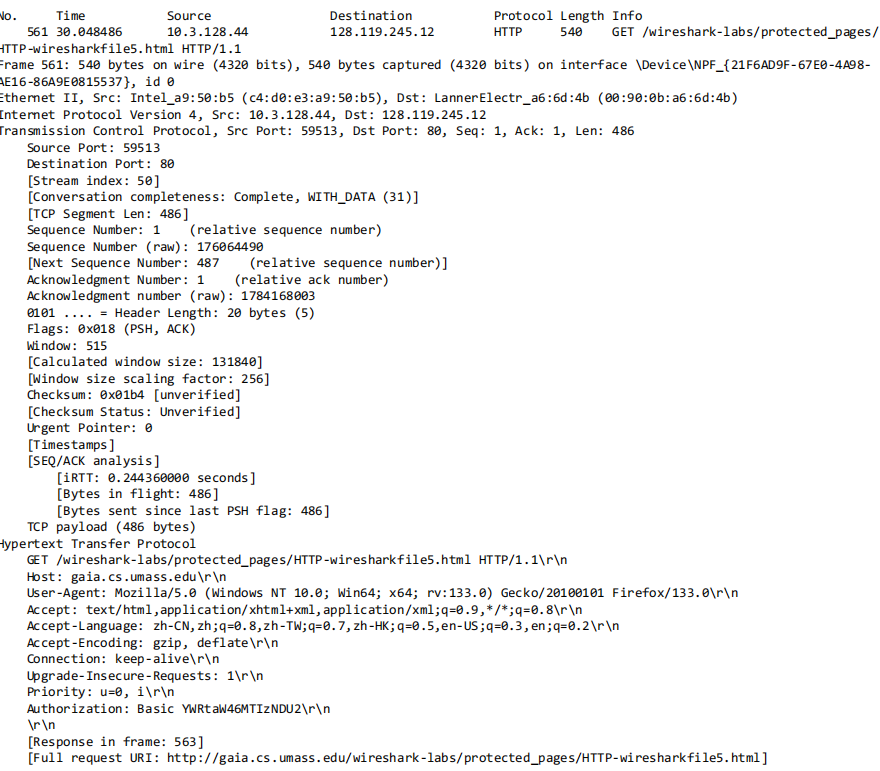 No. Time Source Destination Protocol Length Info
561 30.048486 10.3.128.44 128.119.245.12 HTTP 540 GET /wireshark-labs/protected_pages/
HTTP-wiresharkfile5.html HTTP/1.1
Frame 561: 540 bytes on wire (4320 bits), 540 bytes captured (4320 bits) on interface \Device\NPF_{21F6AD9F-67E0-4A98-
AE16-86A9E0815537}, id 0
Ethernet II, Src: Intel_a9:50:b5 (c4:d0:e3:a9:50:b5), Dst: LannerElectr_a6:6d:4b (00:90:0b:a6:6d:4b)
Internet Protocol Version 4, Src: 10.3.128.44, Dst: 128.119.245.12
Transmission Control Protocol, Src Port: 59513, Dst Port: 80, Seq: 1, Ack: 1, Len: 486
Source Port: 59513
Destination Port: 80
[Stream index: 50]
[Conversation completeness: Complete, WITH_DATA (31)]
[TCP Segment Len: 486]
Sequence Number: 1 (relative sequence number)
Sequence Number (raw): 176064490
[Next Sequence Number: 487 (relative sequence number)]
Acknowledgment Number: 1 (relative ack number)
Acknowledgment number (raw): 1784168003
0101 .... = Header Length: 20 bytes (5)
Flags: 0x018 (PSH, ACK)
Window: 515
[Calculated window size: 131840]
[Window size scaling factor: 256]
Checksum: 0x01b4 [unverified]
[Checksum Status: Unverified]
Urgent Pointer: 0
[Timestamps]
[SEQ/ACK analysis]
[iRTT: 0.244360000 seconds]
[Bytes in flight: 486]
[Bytes sent since last PSH flag: 486]
TCP payload (486 bytes)
Hypertext Transfer Protocol
GET /wireshark-labs/protected_pages/HTTP-wiresharkfile5.html HTTP/1.1\r\n
Host: gaia.cs.umass.edu\r\n
User-Agent: Mozilla/5.0 (Windows NT 10.0; Win64; x64; rv:133.0) Gecko/20100101 Firefox/133.0\r\n
Accept: text/html,application/xhtml+xml,application/xml;q=0.9,*/*;q=0.8\r\n
Accept-Language: zh-CN,zh;q=0.8,zh-TW;q=0.7,zh-HK;q=0.5,en-US;q=0.3,en;q=0.2\r\n
Accept-Encoding: gzip, deflate\r\n
Connection: keep-alive\r\n
Upgrade-Insecure-Requests: 1\r\n
Priority: u=0, i\r\n
Authorization: Basic YWRtaW46MTIzNDU2\r\n
\r\n
[Response in frame: 563]
[Full request URI: http://gaia.cs.umass.edu/wireshark-labs/protected_pages/HTTP-wiresharkfile5.html]